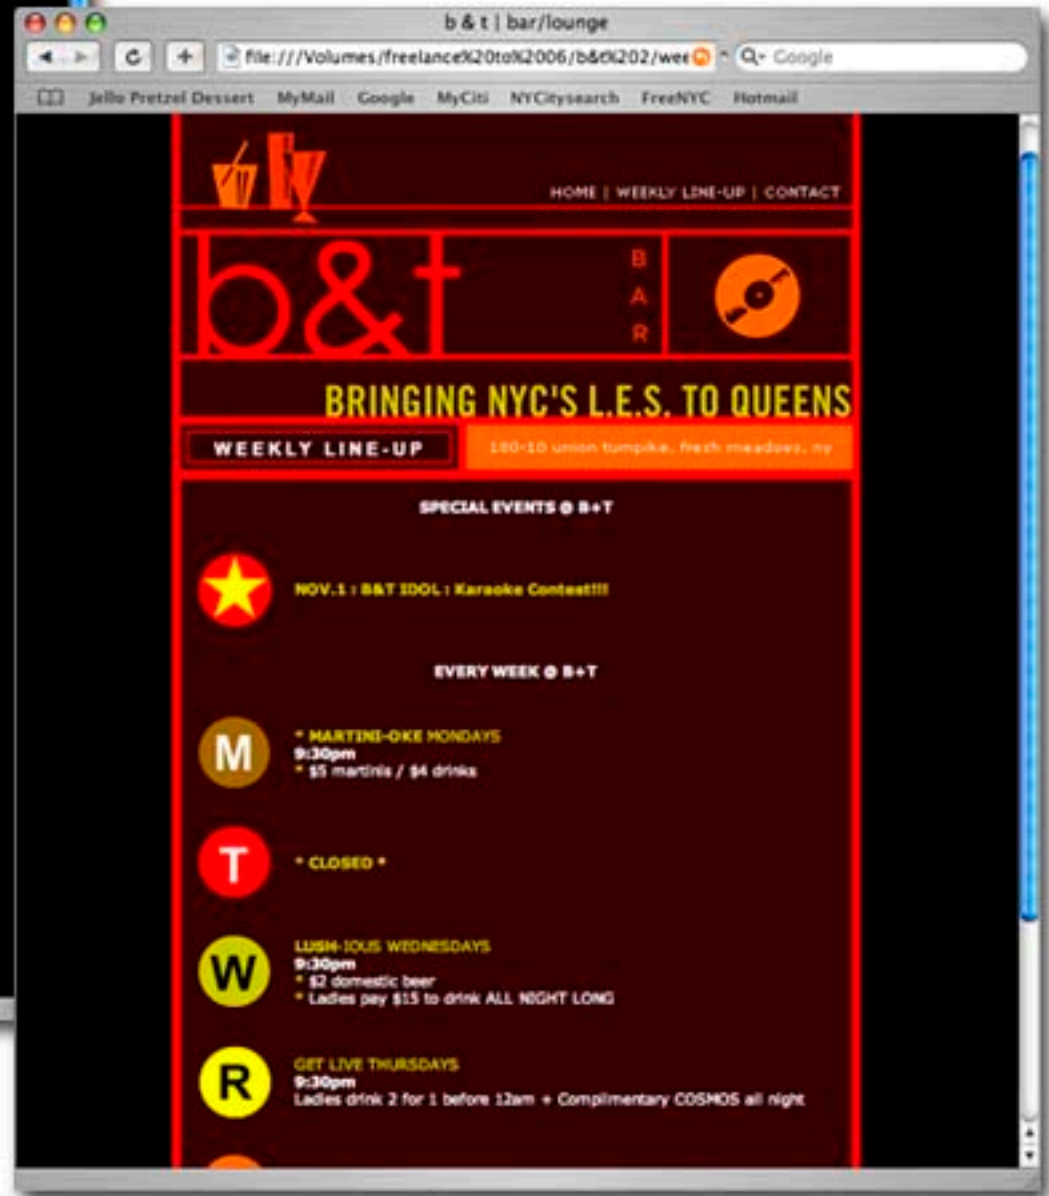 b & t | bar/lounge
file:///Volumes/freelance%20to%2006/b&t%202/wee
Google
Jello Pretzel Dessert MyMail Google MyCiti NYCitysearch FreeNYC Hotmail
HOME | WEEKLY LINE-UP | CONTACT
b&t
B
A
R
BRINGING NYC'S L.E.S. TO QUEENS
WEEKLY LINE-UP
180-10 union turnpike, fresh meadows, ny
SPECIAL EVENTS @ B+T
NOV.1 : B&T IDOL : Karaoke Contest!!!
EVERY WEEK @ B+T
M
* MARTINI-OKE MONDAYS
9:30pm
* $5 martinis / $4 drinks
T
* CLOSED *
W
LUSH-IOUS WEDNESDAYS
9:30pm
* $2 domestic beer
* Ladies pay $15 to drink ALL NIGHT LONG
R
GET LIVE THURSDAYS
9:30pm
Ladies drink 2 for 1 before 12am + Complimentary COSMOS all night